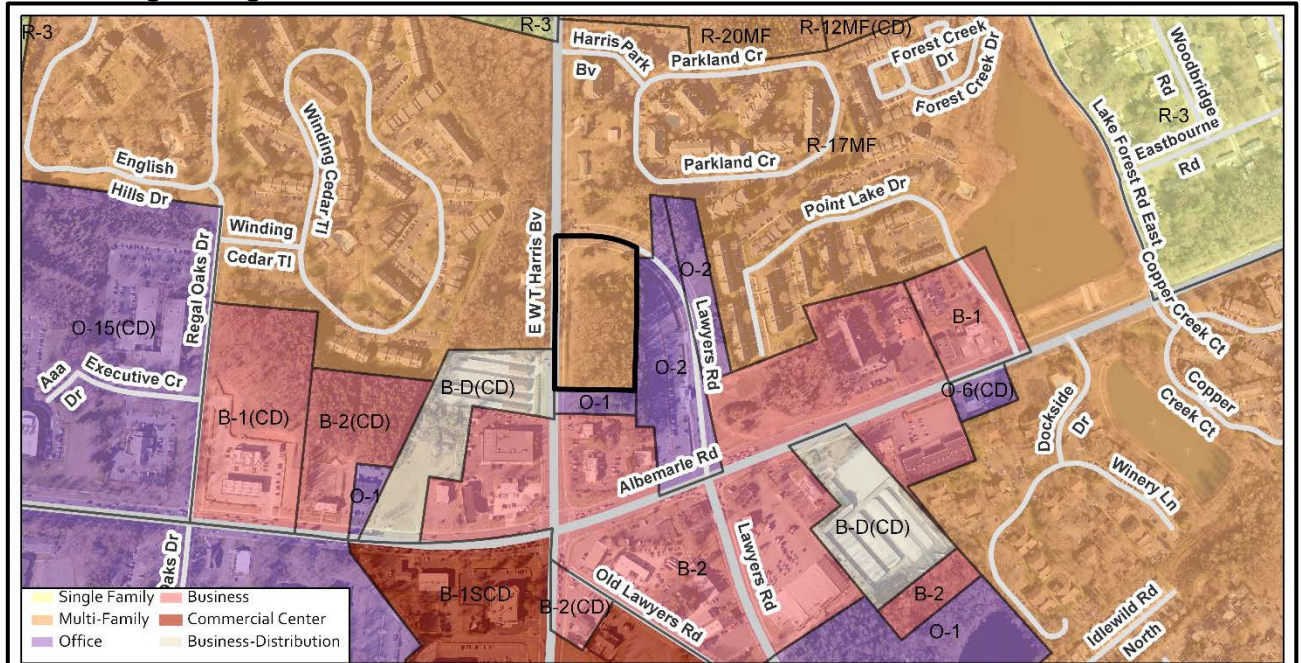 R-3
R-3
R-20MF
R-12MF(CD)
Harris Park
Bv
Parkland Cr
Forest Creek
Dr
Forest Creek Dr
Woodbridge
Rd
R-3
Eastbourne
Rd
Lake Forest Rd East
Winding Cedar Tl
R-17MF
Parkland Cr
English
Hills Dr
Point Lake Dr
Winding
Cedar Tl
E W T Harris Bv
O-2
Regal Oaks Dr
Copper Creek Ct
O-15(CD)
Lawyers Rd
B-1
Executive Cr
Aaa
Dr
B-D(CD)
O-2
O-1
O-6(CD)
Copper
Creek Ct
B-1(CD)
B-2(CD)
Dockside
Dr
Albemarle Rd
O-1
Winery Ln
B-D(CD)
Lawyers Rd
Oaks Dr
B-2
B-1SCD
Old Lawyers Rd
B-2(CD)
B-2
Idlewild Rd
North
O-1
Single Family
Business
Multi-Family
Commercial Center
Office
Business-Distribution